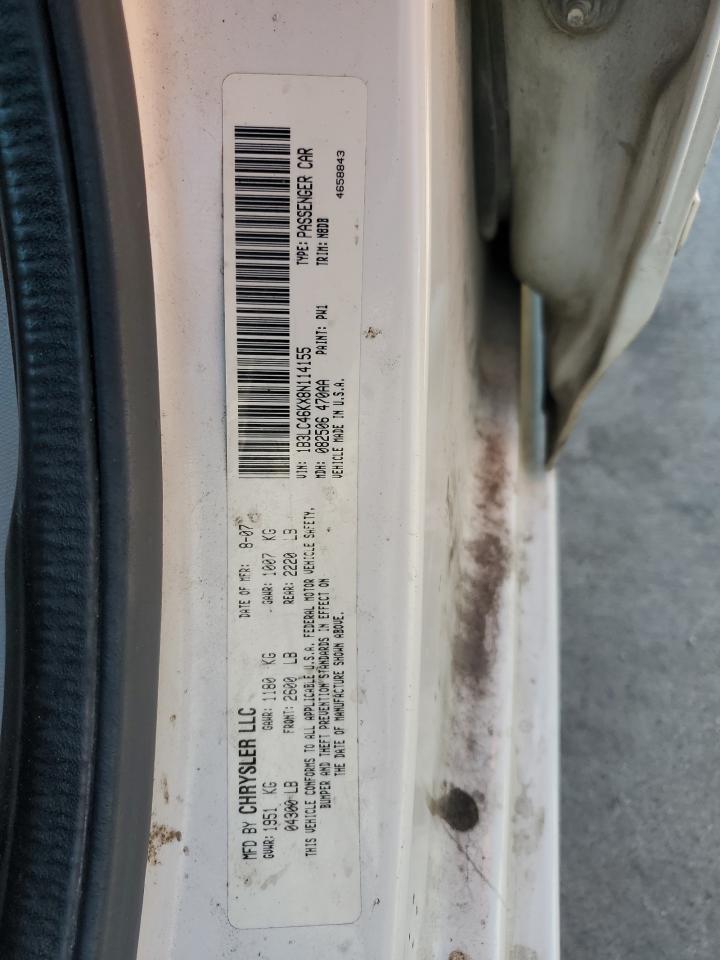 MFD BY CHRYSLER LLC DATE OF MFR: 8-07
GVWR: 1951 KG GAWR: 1180 KG GAWR: 1007 KG
04300 LB FRONT: 2600 LB REAR: 2220 LB
THIS VEHICLE CONFORMS TO ALL APPLICABLE U.S.A. FEDERAL MOTOR VEHICLE SAFETY,
BUMPER AND THEFT PREVENTION STANDARDS IN EFFECT ON
THE DATE OF MANUFACTURE SHOWN ABOVE.
VIN: 1B3LC46KX8N114155 TYPE: PASSENGER CAR
MDH: 082506 470AA PAINT: PW1 TRIM: N8DB
VEHICLE MADE IN U.S.A. 4658843